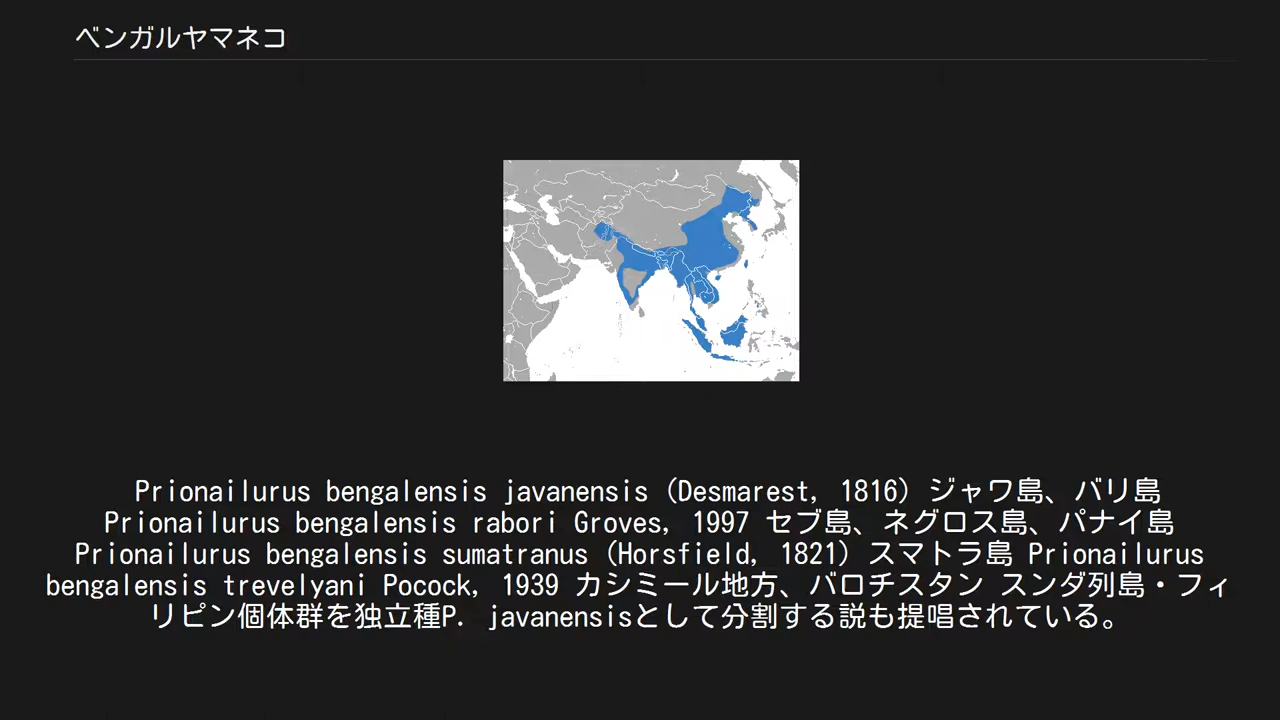 ベンガルヤマネコ
Prionailurus bengalensis javanensis (Desmarest, 1816) ジャワ島、バリ島
Prionailurus bengalensis rabori Groves, 1997 セブ島、ネグロス島、パナイ島
Prionailurus bengalensis sumatranus (Horsfield, 1821) スマトラ島 Prionailurus
bengalensis trevelyani Pocock, 1939 カシミール地方、バロチスタン スンダ列島・フィ
リピン個体群を独立種P. javanensisとして分割する説も提唱されている。